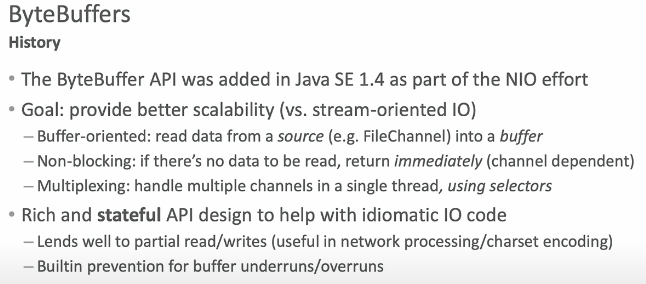 ByteBuffers
History
• The ByteBuffer API was added in Java SE 1.4 as part of the NIO effort
• Goal: provide better scalability (vs. stream-oriented IO)
– Buffer-oriented: read data from a source (e.g. FileChannel) into a buffer
– Non-blocking: if there's no data to be read, return immediately (channel dependent)
– Multiplexing: handle multiple channels in a single thread, using selectors
• Rich and stateful API design to help with idiomatic IO code
– Lends well to partial read/writes (useful in network processing/charset encoding)
– Builtin prevention for buffer underruns/overruns